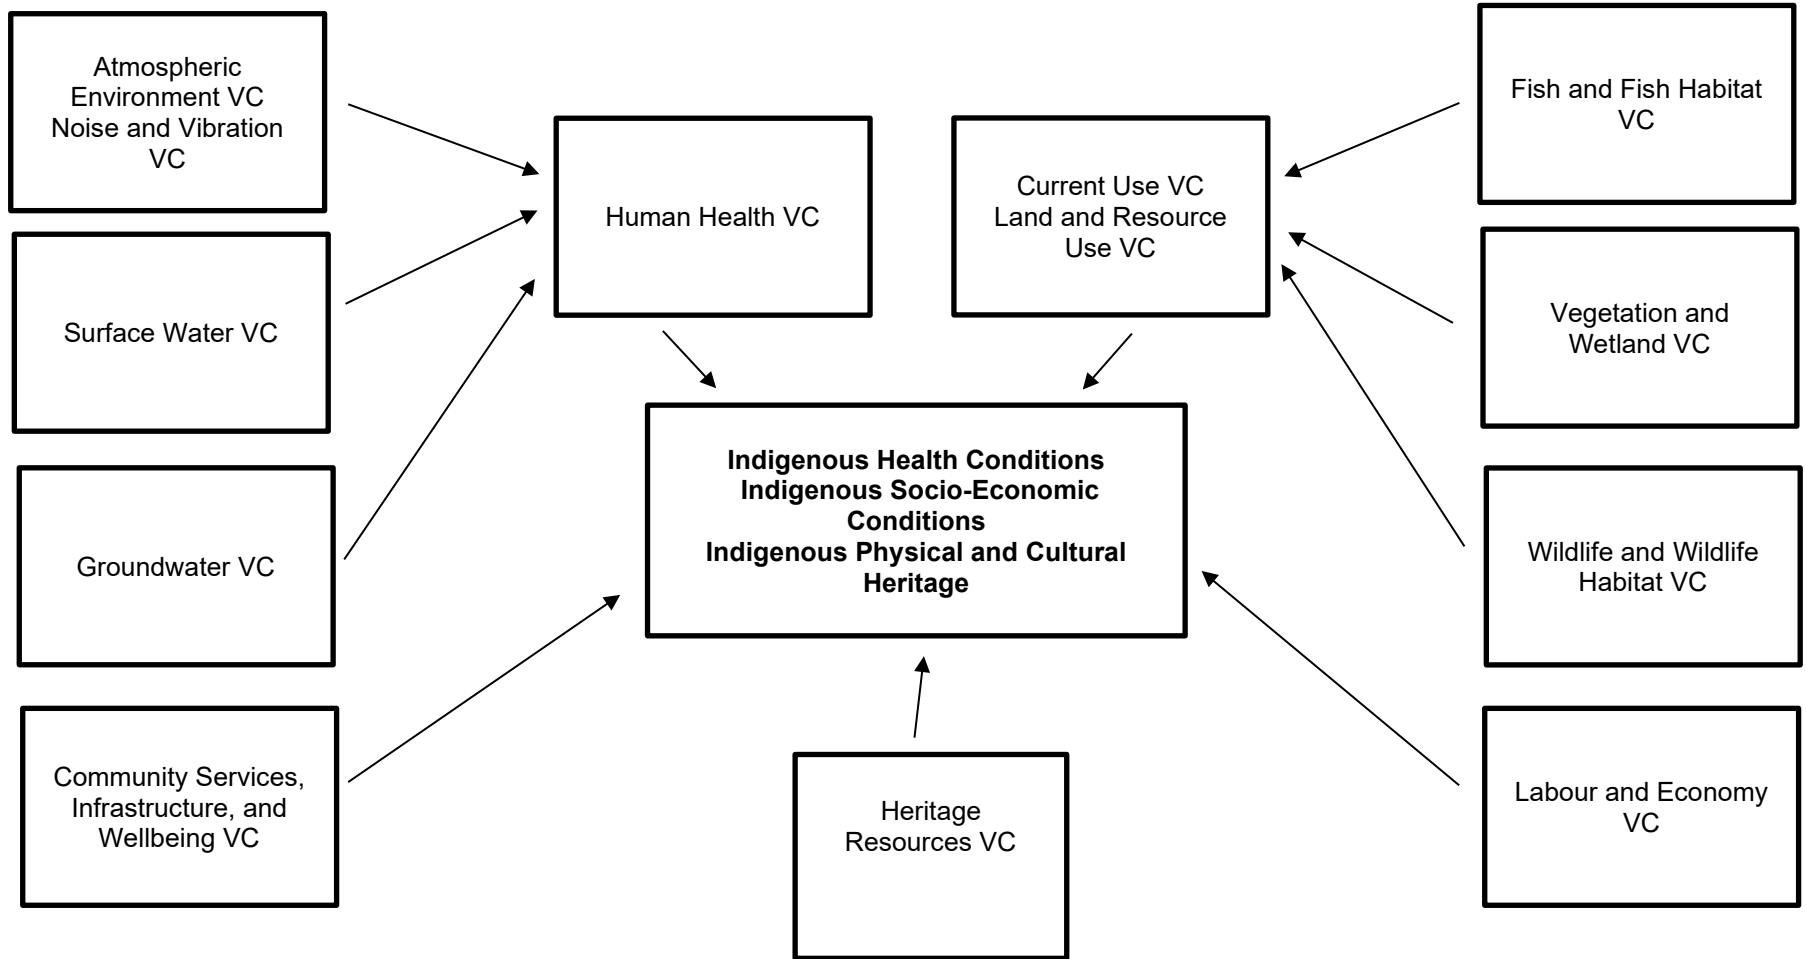 Atmospheric
Environment VC
Noise and Vibration
VC
Surface Water VC
Groundwater VC
Community Services,
Infrastructure, and
Wellbeing VC
Human Health VC
Current Use VC
Land and Resource
Use VC
Indigenous Health Conditions
Indigenous Socio-Economic
Conditions
Indigenous Physical and Cultural
Heritage
Heritage
Resources VC
Fish and Fish Habitat
VC
Vegetation and
Wetland VC
Wildlife and Wildlife
Habitat VC
Labour and Economy
VC